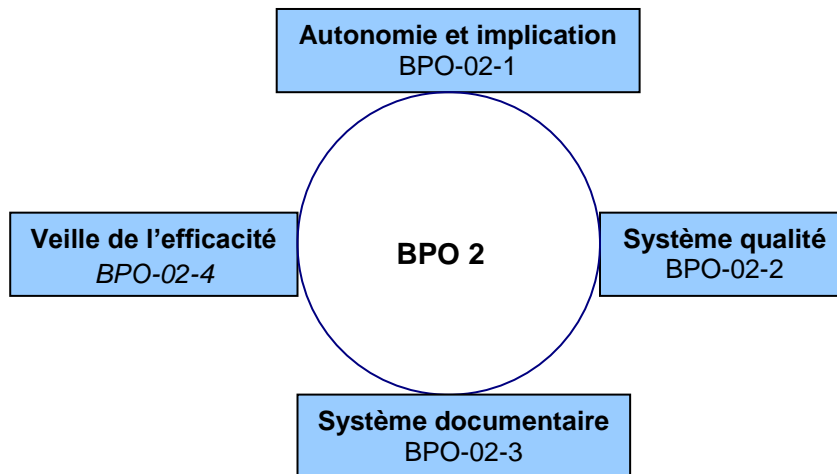 Autonomie et implication
BPO-02-1
Veille de l'efficacité
BPO-02-4
BPO 2
Système qualité
BPO-02-2
Système documentaire
BPO-02-3